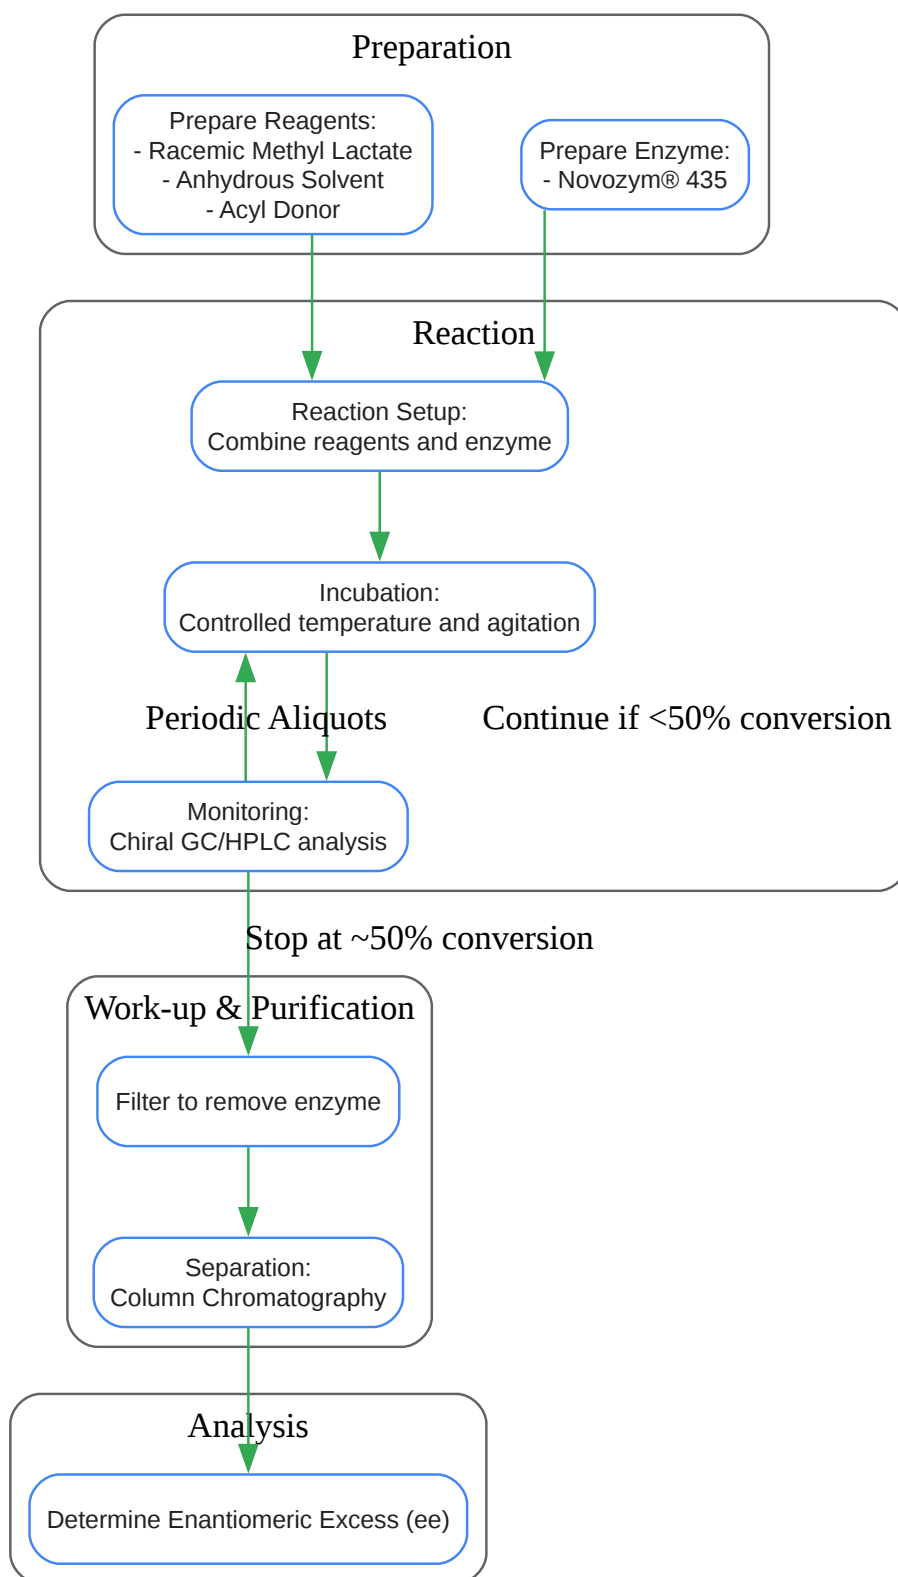 Preparation
Prepare Reagents:
- Racemic Methyl Lactate
- Anhydrous Solvent
- Acyl Donor
Prepare Enzyme:
- Novozym® 435
Reaction
Reaction Setup:
Combine reagents and enzyme
Incubation:
Controlled temperature and agitation
Periodic Aliquots
Continue if <50% conversion
Monitoring:
Chiral GC/HPLC analysis
Stop at ~50% conversion
Work-up & Purification
Filter to remove enzyme
Separation:
Column Chromatography
Analysis
Determine Enantiomeric Excess (ee)